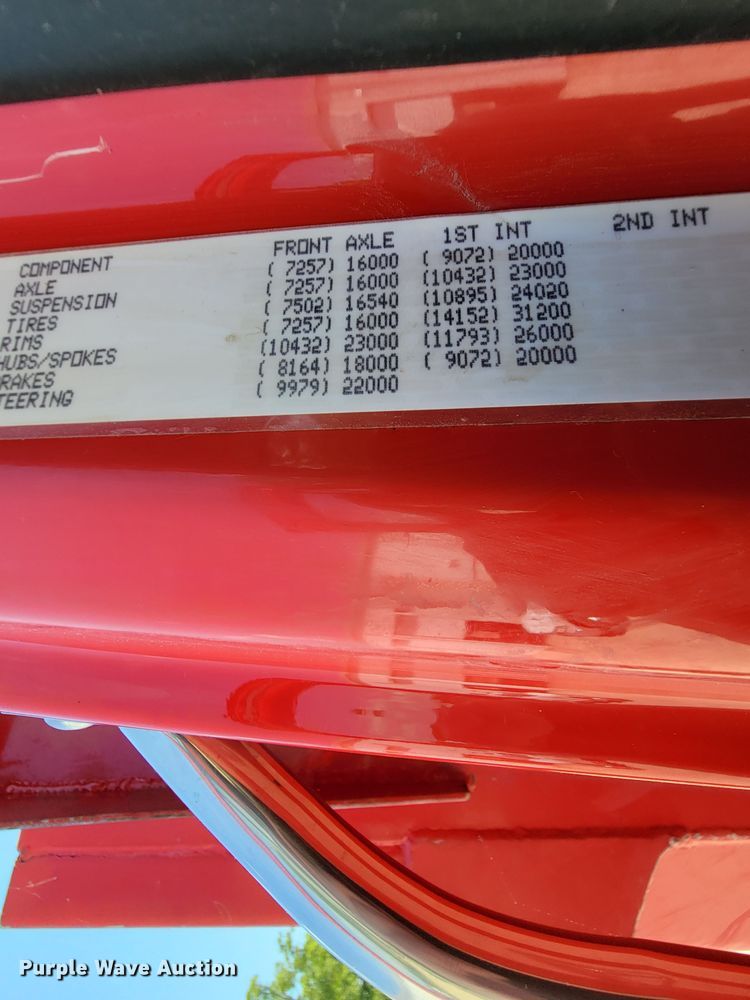 COMPONENT FRONT AXLE 1ST INT 2ND INT
AXLE ( 7257) 16000 ( 9072) 20000
SUSPENSION ( 7257) 16000 (10432) 23000
TIRES ( 7502) 16540 (10895) 24020
RIMS ( 7257) 16000 (14152) 31200
HUBS/SPOKES (10432) 23000 (11793) 26000
RAKES ( 8164) 18000 ( 9072) 20000
TEERING ( 9979) 22000
Purple Wave Auction